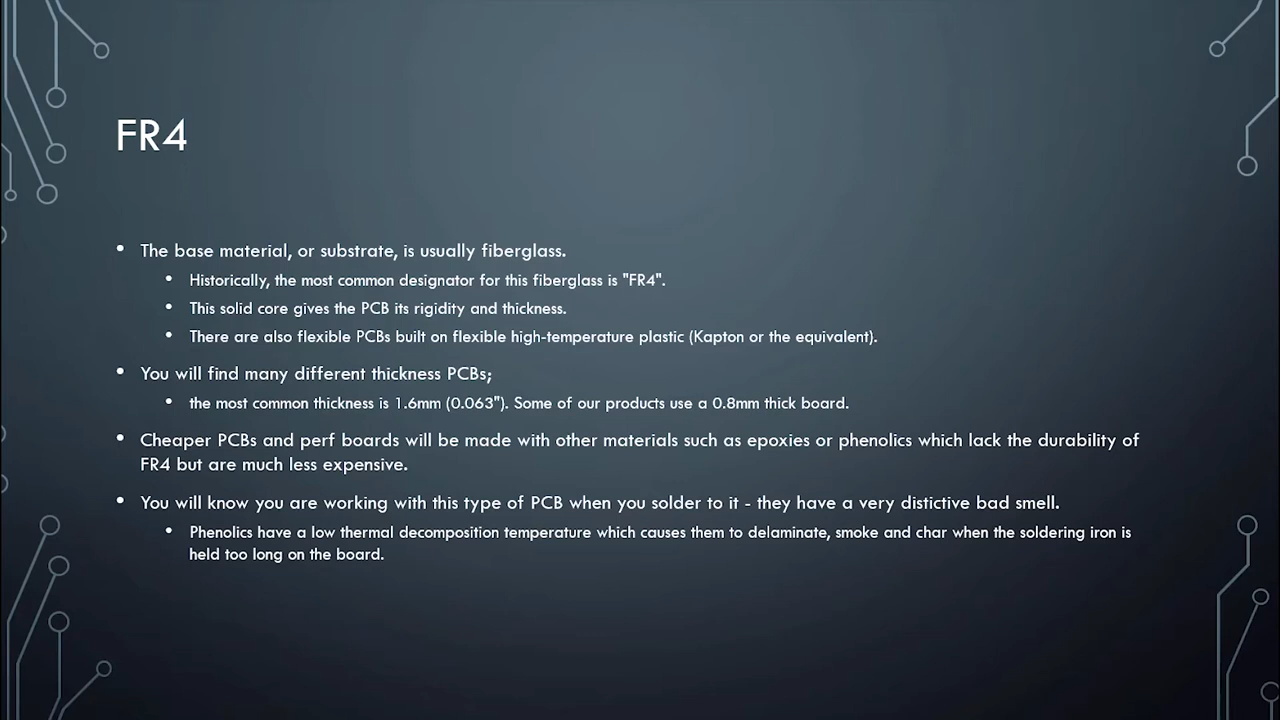 FR4
• The base material, or substrate, is usually fiberglass.
• Historically, the most common designator for this fiberglass is "FR4".
• This solid core gives the PCB its rigidity and thickness.
• There are also flexible PCBs built on flexible high-temperature plastic (Kapton or the equivalent).
• You will find many different thickness PCBs;
• the most common thickness is 1.6mm (0.063"). Some of our products use a 0.8mm thick board.
• Cheaper PCBs and perf boards will be made with other materials such as epoxies or phenolics which lack the durability of
FR4 but are much less expensive.
• You will know you are working with this type of PCB when you solder to it - they have a very distictive bad smell.
• Phenolics have a low thermal decomposition temperature which causes them to delaminate, smoke and char when the soldering iron is
held too long on the board.